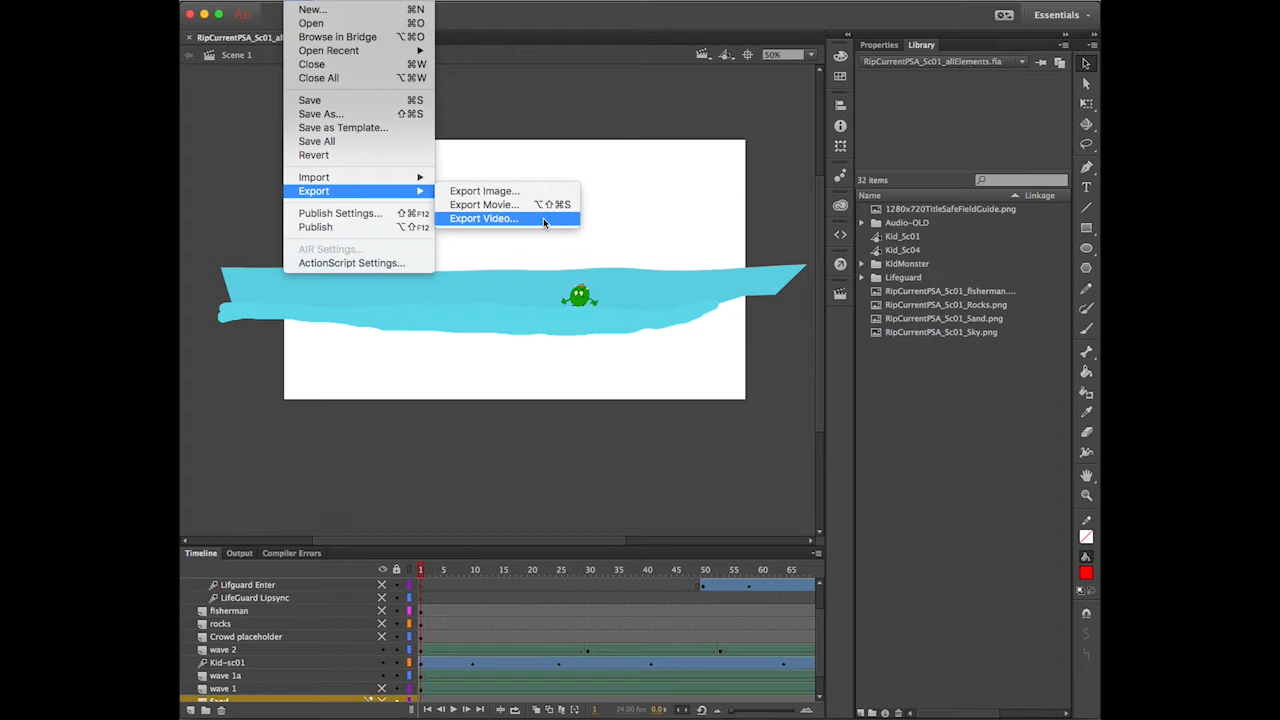 An
Essentials
RipCurrentPSA_Sc01_all
Scene 1
50%
New... ⌘N
Open ⌘O
Browse in Bridge ⌥⌘O
Open Recent
Close ⌘W
Close All ⌥⌘W
Save ⌘S
Save As... ⇧⌘S
Save as Template...
Save All
Revert
Import
Export
Publish Settings... ⇧⌘F12
Publish ⌥⇧F12
AIR Settings...
ActionScript Settings...
Export Image...
Export Movie... ⌥⇧⌘S
Export Video...
Properties Library
RipCurrentPSA_Sc01_allElements.fla
32 items
Name Linkage
1280x720TitleSafeFieldGuide.png
Audio-OLD
Kid_Sc01
Kid_Sc04
KidMonster
Lifeguard
RipCurrentPSA_Sc01_fisherman....
RipCurrentPSA_Sc01_Rocks.png
RipCurrentPSA_Sc01_Sand.png
RipCurrentPSA_Sc01_Sky.png
Timeline Output Compiler Errors
1 5 10 15 20 25 30 35 40 45 50 55 60 65
Lifguard Enter
LifeGuard Lipsync
fisherman
rocks
Crowd placeholder
wave 2
Kid-sc01
wave 1a
wave 1
Sand
1 24.00 fps 0.0 s